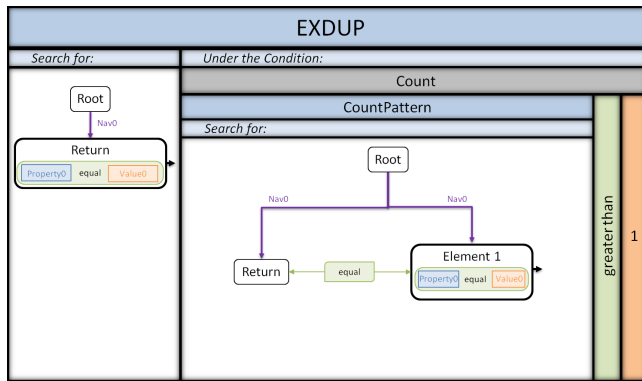 EXDUP
Search for:
Under the Condition:
Count
CountPattern
Search for:
greater than
1
Root
Nav0
Return
Property0 equal Value0
Root
Nav0 Nav0
Return
equal
Element 1
Property0 equal Value0